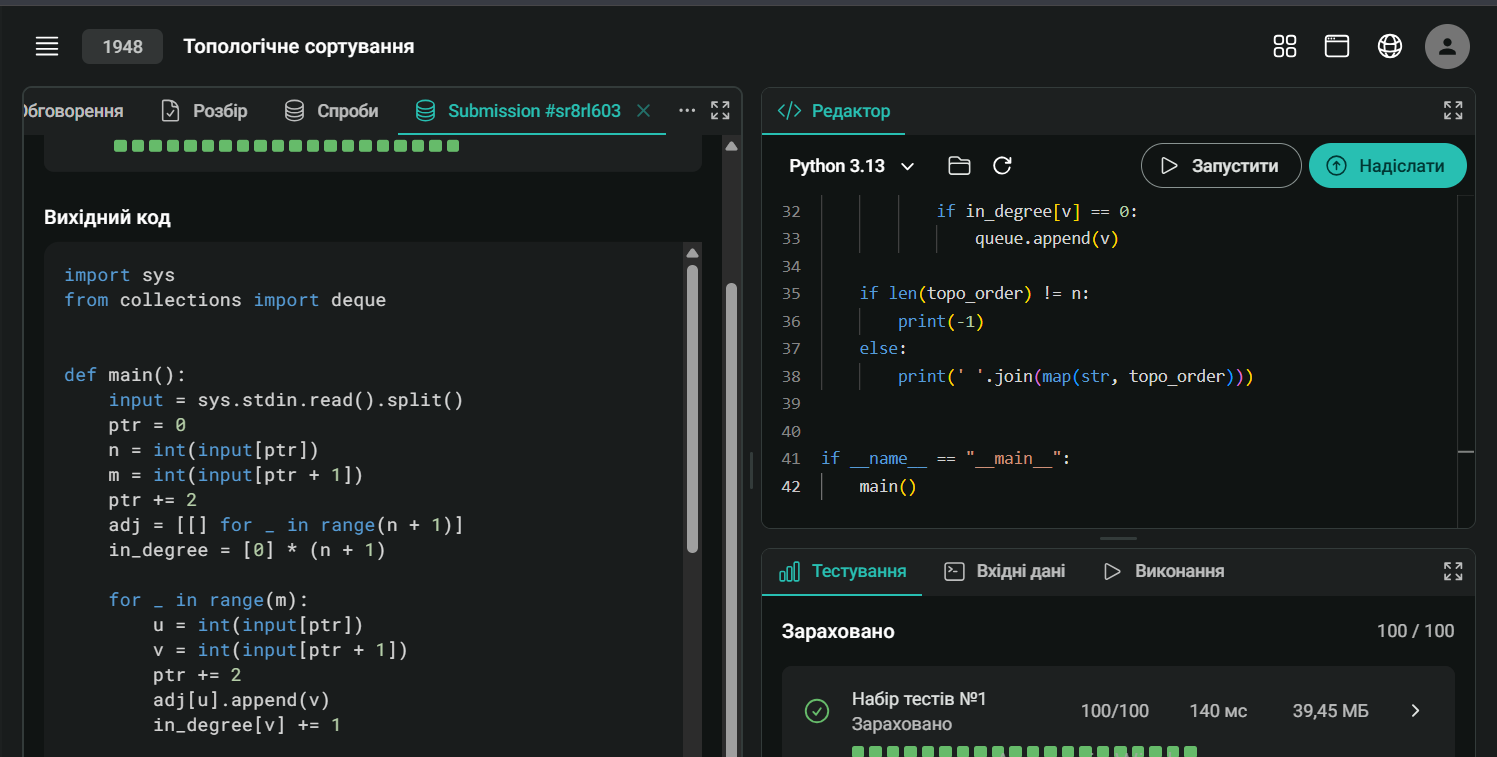 1948
Топологічне сортування
Обговорення
Розбір
Спроби
Submission #sr8rl603
Вихідний код
import sys
from collections import deque
def main():
input = sys.stdin.read().split()
ptr = 0
n = int(input[ptr])
m = int(input[ptr + 1])
ptr += 2
adj = [[] for _ in range(n + 1)]
in_degree = [0] * (n + 1)
for _ in range(m):
u = int(input[ptr])
v = int(input[ptr + 1])
ptr += 2
adj[u].append(v)
in_degree[v] += 1
Редактор
Python 3.13
Запустити
Надіслати
32 if in_degree[v] == 0:
33 queue.append(v)
34
35 if len(topo_order) != n:
36 print(-1)
37 else:
38 print(' '.join(map(str, topo_order)))
39
40
41 if __name__ == "__main__":
42 main()
Тестування
Вхідні дані
Виконання
Зараховано 100 / 100
Набір тестів №1
Зараховано
100/100 140 мс 39,45 МБ